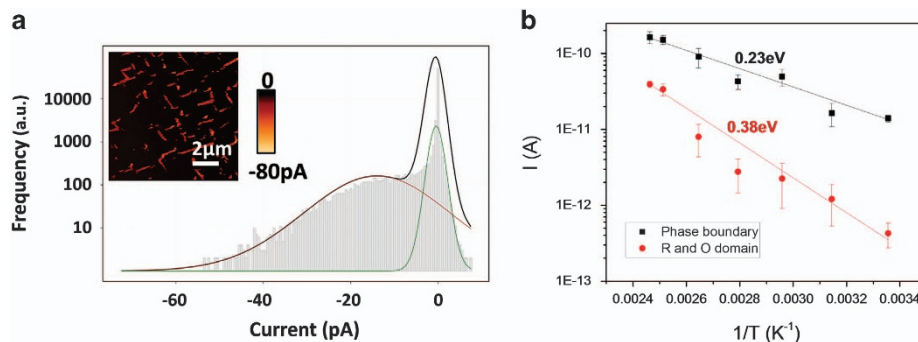 a
0
2μm
-80pA
Frequency (a.u.)
10000
1000
100
10
-60
-40
-20
0
Current (pA)
b
I (A)
1E-10
1E-11
1E-12
1E-13
0.23eV
0.38eV
Phase boundary
R and O domain
0.0024 0.0026 0.0028 0.0030 0.0032 0.0034
1/T (K⁻¹)